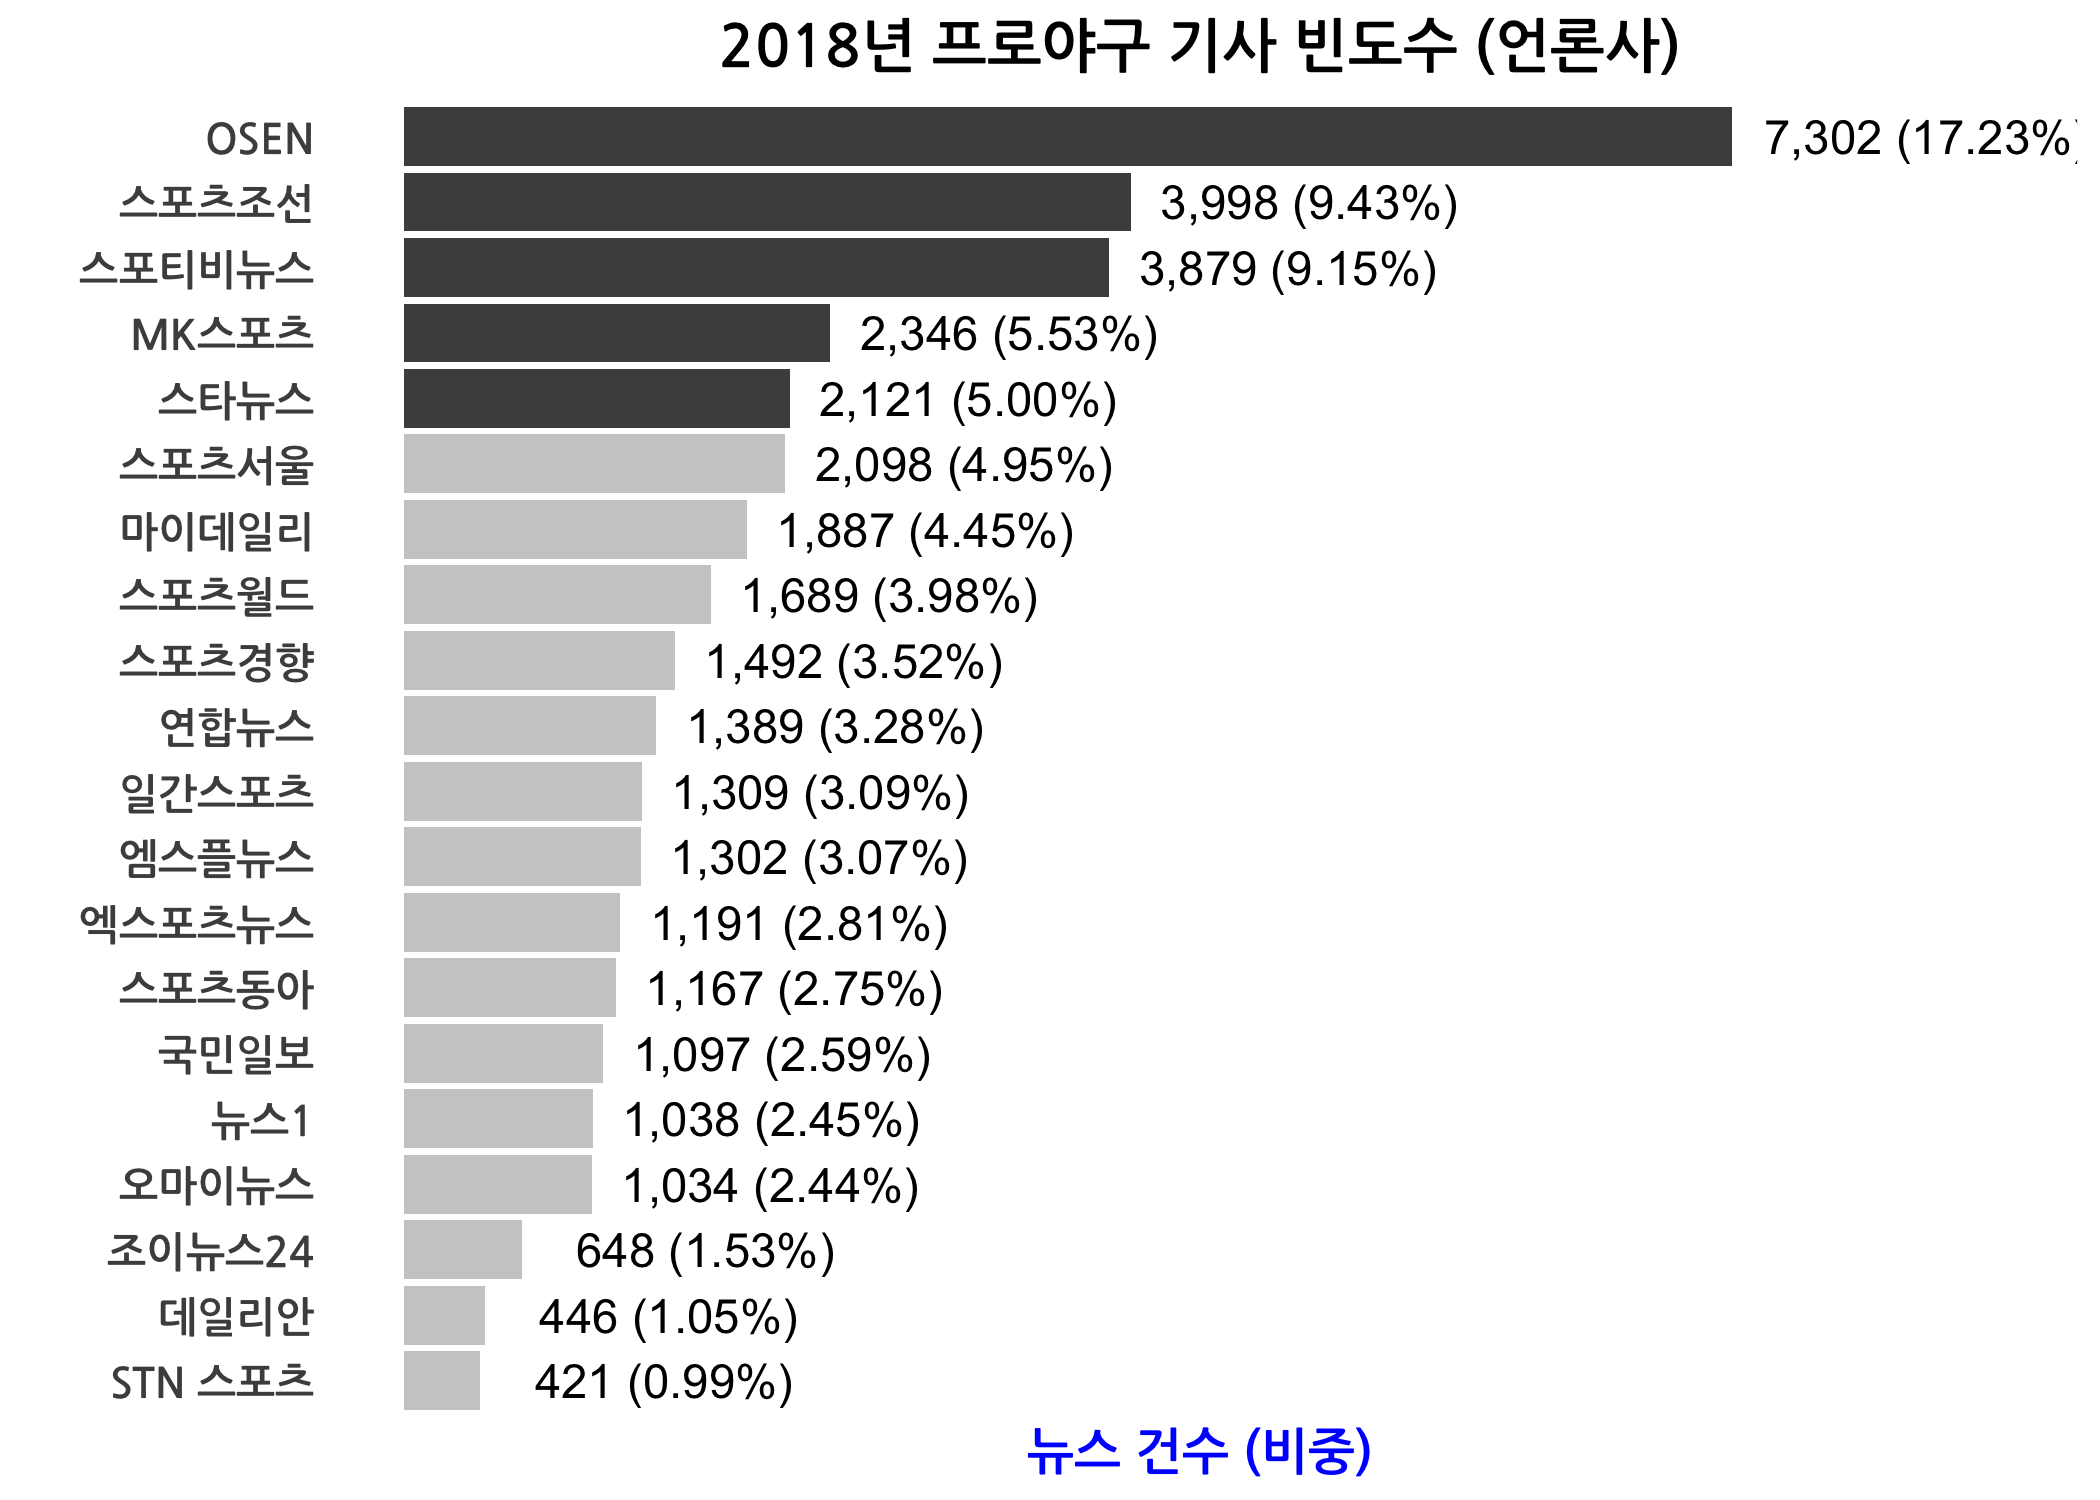 2018년 프로야구 기사 빈도수 (언론사)
OSEN 7,302 (17.23%)
스포츠조선 3,998 (9.43%)
스포티비뉴스 3,879 (9.15%)
MK스포츠 2,346 (5.53%)
스타뉴스 2,121 (5.00%)
스포츠서울 2,098 (4.95%)
마이데일리 1,887 (4.45%)
스포츠월드 1,689 (3.98%)
스포츠경향 1,492 (3.52%)
연합뉴스 1,389 (3.28%)
일간스포츠 1,309 (3.09%)
엠스플뉴스 1,302 (3.07%)
엑스포츠뉴스 1,191 (2.81%)
스포츠동아 1,167 (2.75%)
국민일보 1,097 (2.59%)
뉴스1 1,038 (2.45%)
오마이뉴스 1,034 (2.44%)
조이뉴스24 648 (1.53%)
데일리안 446 (1.05%)
STN 스포츠 421 (0.99%)
뉴스 건수 (비중)